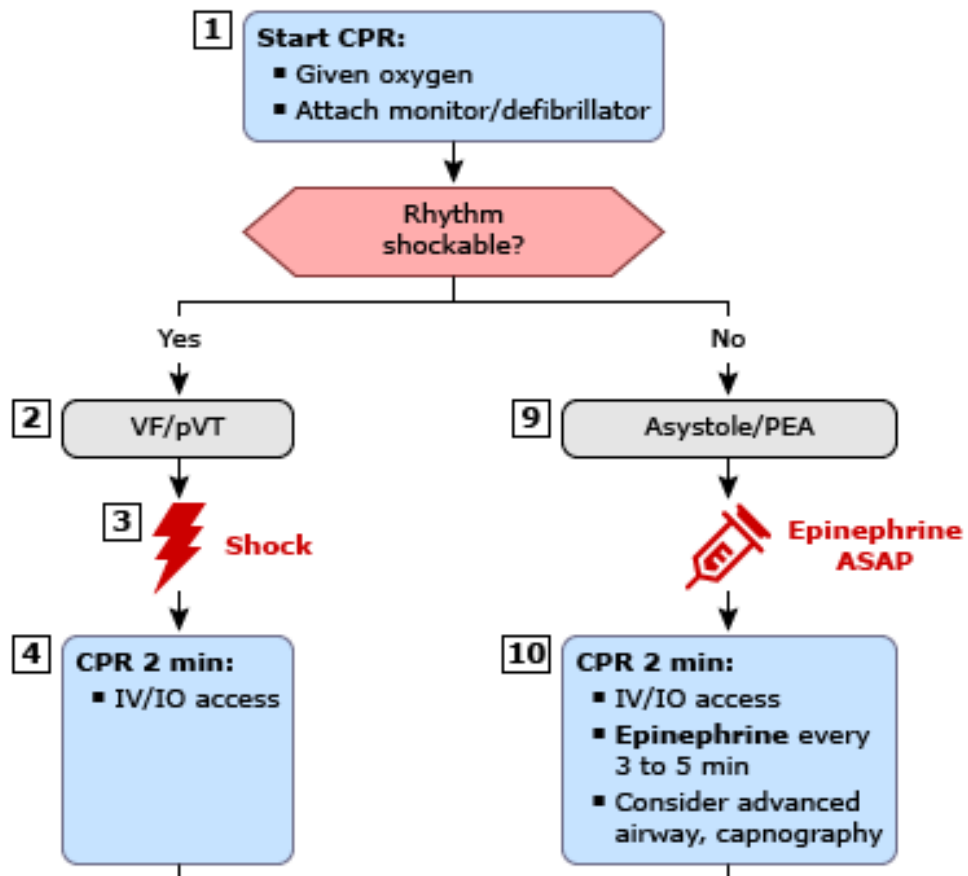 1
Start CPR:
▪ Given oxygen
▪ Attach monitor/defibrillator
Rhythm
shockable?
Yes
No
2
VF/pVT
9
Asystole/PEA
3
Shock
E
Epinephrine
ASAP
4
CPR 2 min:
▪ IV/IO access
10
CPR 2 min:
▪ IV/IO access
▪ Epinephrine every
3 to 5 min
▪ Consider advanced
airway, capnography